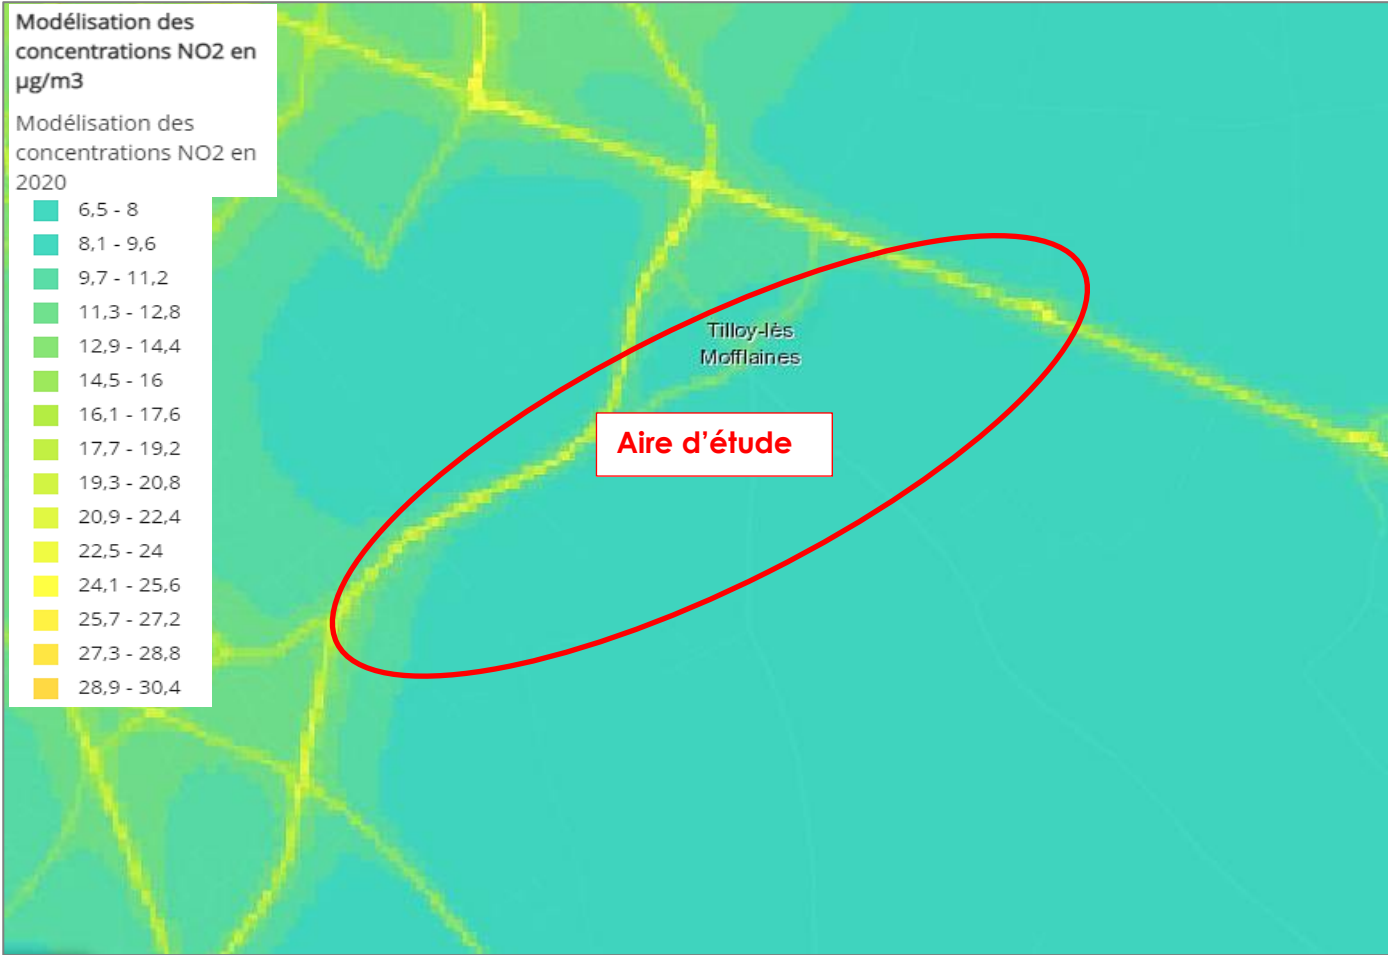 Modélisation des
concentrations NO2 en
µg/m3
Modélisation des
concentrations NO2 en
2020
6,5 - 8
8,1 - 9,6
9,7 - 11,2
11,3 - 12,8
12,9 - 14,4
14,5 - 16
16,1 - 17,6
17,7 - 19,2
19,3 - 20,8
20,9 - 22,4
22,5 - 24
24,1 - 25,6
25,7 - 27,2
27,3 - 28,8
28,9 - 30,4
Tilloy-lès
Mofflaines
Aire d’étude